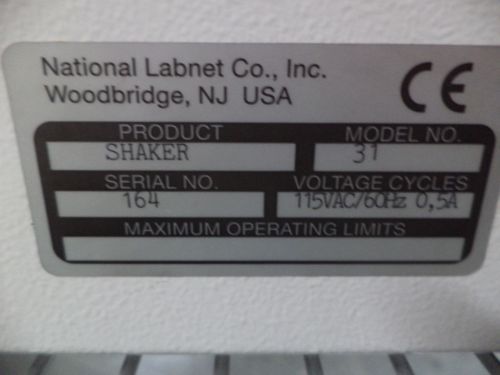 National Labnet Co., Inc.
Woodbridge, NJ USA
CE
PRODUCT MODEL NO.
SHAKER 31
SERIAL NO. VOLTAGE CYCLES
164 115VAC/60Hz 0,5A
MAXIMUM OPERATING LIMITS